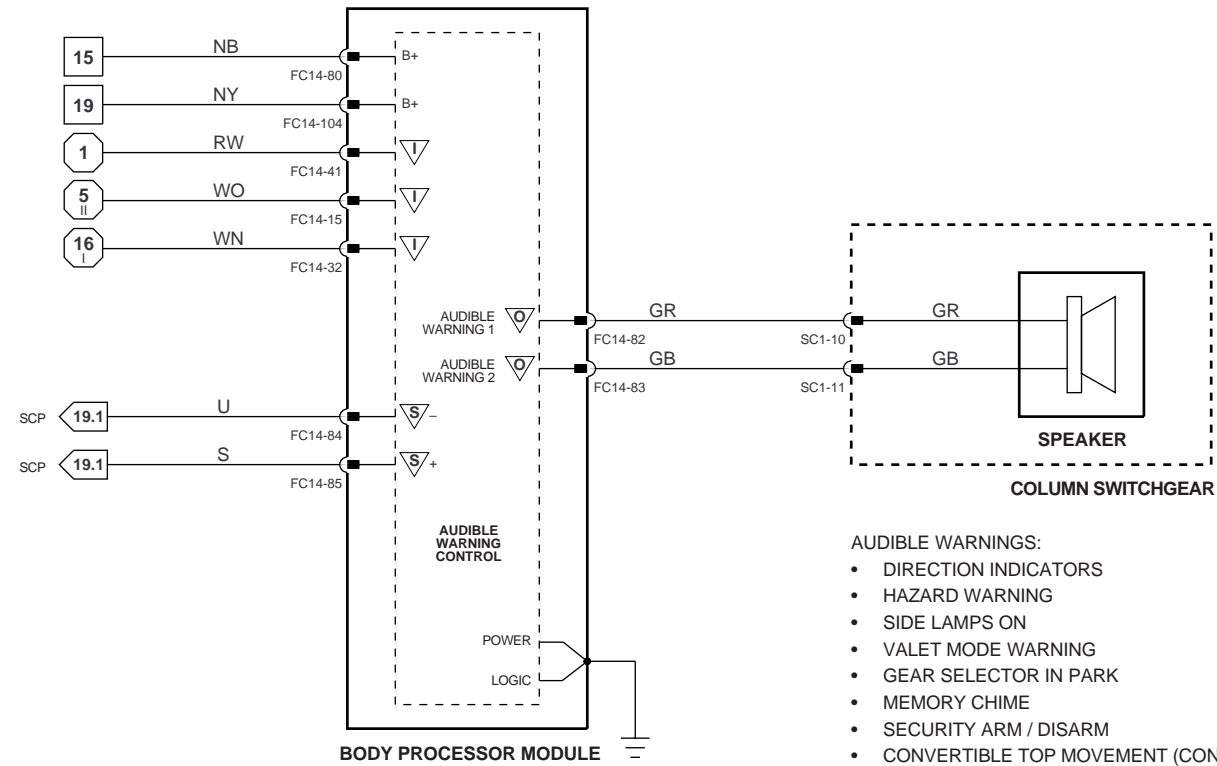 15 NB B+
FC14-80
19 NY B+
FC14-104
1 RW I
FC14-41
5 II WO I
FC14-15
16 I WN I
FC14-32
AUDIBLE WARNING 1 O GR GR
FC14-82 SC1-10
AUDIBLE WARNING 2 O GB GB
FC14-83 SC1-11
SPEAKER
COLUMN SWITCHGEAR
SCP 19.1 U S –
FC14-84
SCP 19.1 S S +
FC14-85
AUDIBLE
WARNING
CONTROL
POWER
LOGIC
BODY PROCESSOR MODULE
AUDIBLE WARNINGS:
• DIRECTION INDICATORS
• HAZARD WARNING
• SIDE LAMPS ON
• VALET MODE WARNING
• GEAR SELECTOR IN PARK
• MEMORY CHIME
• SECURITY ARM / DISARM
• CONVERTIBLE TOP MOVEMENT (CON